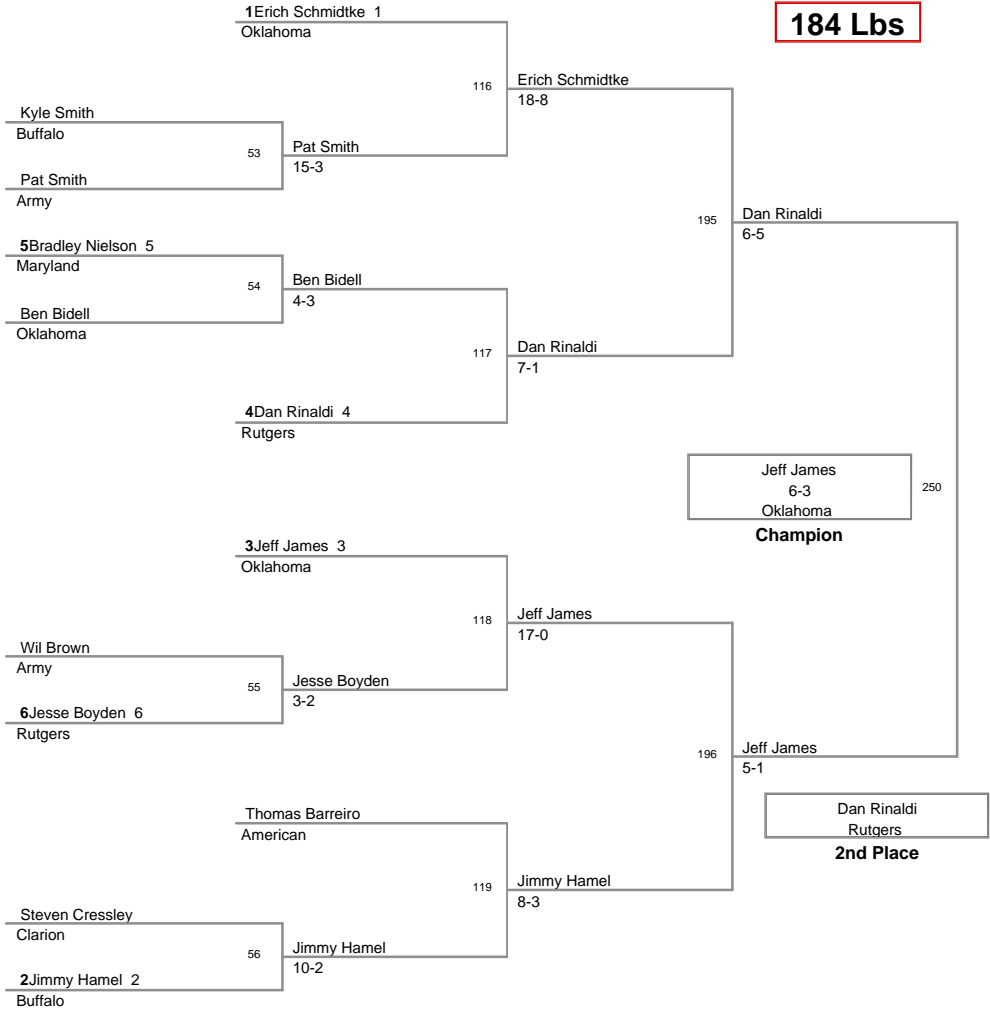 1Erich Schmidtke 1
Oklahoma
184 Lbs
116
Erich Schmidtke
18-8
Kyle Smith
Buffalo
53
Pat Smith
15-3
Pat Smith
Army
195
Dan Rinaldi
6-5
5Bradley Nielson 5
Maryland
54
Ben Bidell
4-3
Ben Bidell
Oklahoma
117
Dan Rinaldi
7-1
4Dan Rinaldi 4
Rutgers
Jeff James
6-3
Oklahoma
Champion
250
3Jeff James 3
Oklahoma
118
Jeff James
17-0
Wil Brown
Army
55
Jesse Boyden
3-2
6Jesse Boyden 6
Rutgers
196
Jeff James
5-1
Dan Rinaldi
Rutgers
2nd Place
Thomas Barreiro
American
119
Jimmy Hamel
8-3
Steven Cressley
Clarion
56
Jimmy Hamel
10-2
2Jimmy Hamel 2
Buffalo